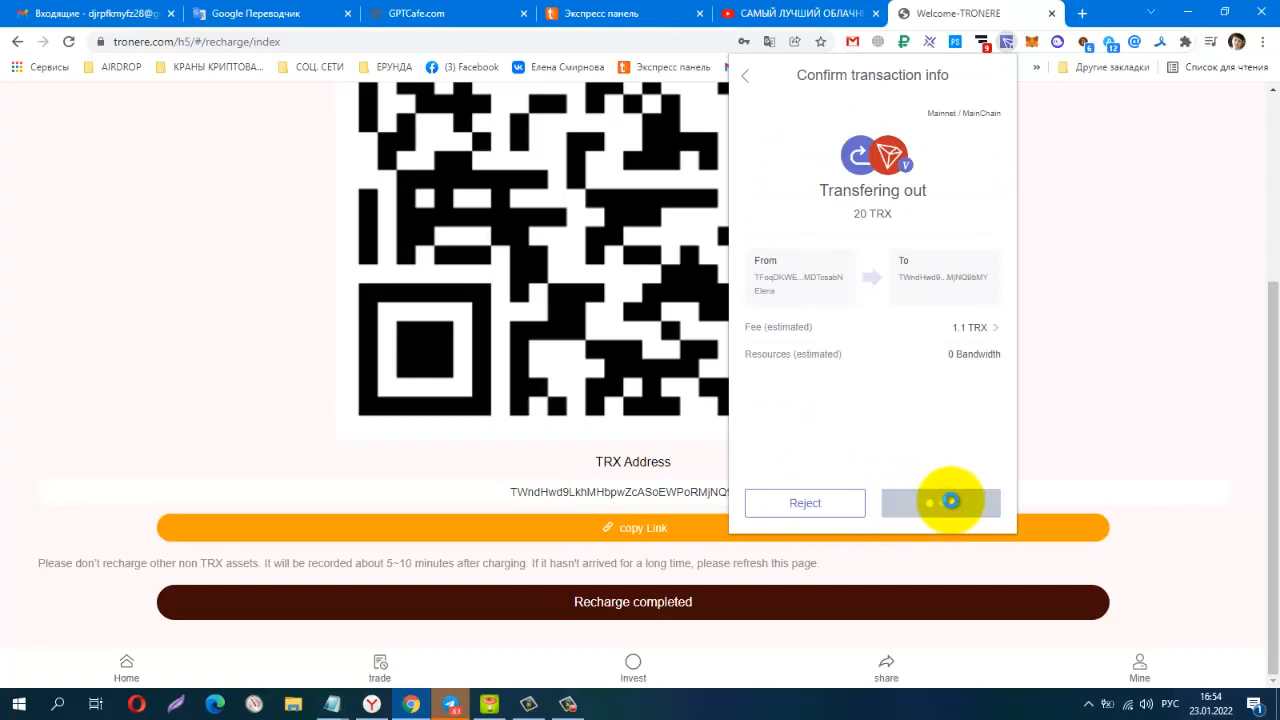 Входящие - djrpfkmyfz28@g
Google Переводчик
GPTCafe.com
Экспресс панель
САМЫЙ ЛУЧШИЙ ОБЛАЧН
Welcome-TRONERE
tronere.com/h5/#/recharge/index
Сервисы
AIRDROP
КРАНЫ КРИПТОВА...
СОЦ. СЕТИ
ЕРУНДА
(3) Facebook
Елена Смирнова
Экспресс панель
Другие закладки
Список для чтения
Confirm transaction info
Mainnet / MainChain
Transfering out
20 TRX
From
To
TFoqDKWE...MDTcsabN
TWndHwd9...MjNQ9bMY
Elena
Fee (estimated)
1.1 TRX
Resources (estimated)
0 Bandwidth
Reject
TRX Address
TWndHwd9LkhMHbpwZcASoEWPoRMjNQ9
copy Link
Please don't recharge other non TRX assets. It will be recorded about 5~10 minutes after charging. If it hasn't arrived for a long time, please refresh this page.
Recharge completed
Home
trade
Invest
share
Mine
РУС
16:54
23.01.2022